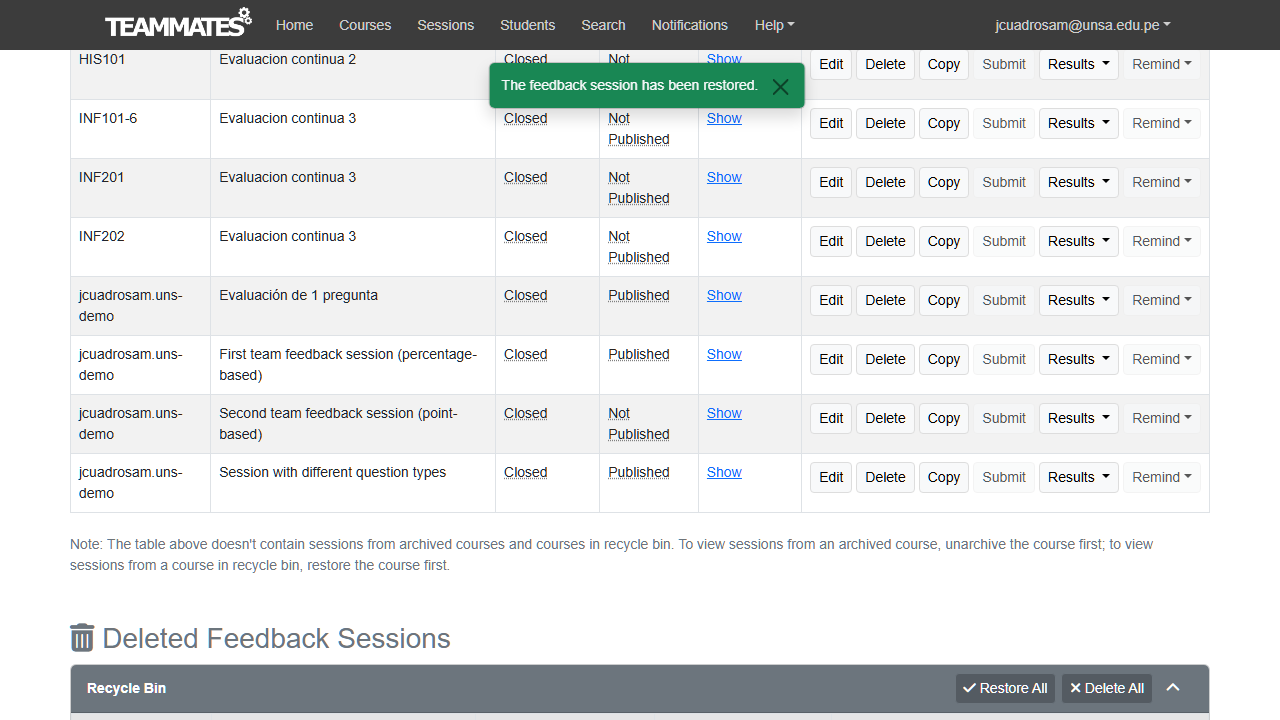 TEAMMATES Home Courses Sessions Students Search Notifications Help jcuadrosam@unsa.edu.pe
HIS101 Evaluacion continua 2 Closed Not Show Edit Delete Copy Submit Results Remind
The feedback session has been restored.
INF101-6 Evaluacion continua 3 Closed Not Show Edit Delete Copy Submit Results Remind
Published
INF201 Evaluacion continua 3 Closed Not Show Edit Delete Copy Submit Results Remind
Published
INF202 Evaluacion continua 3 Closed Not Show Edit Delete Copy Submit Results Remind
Published
jcuadrosam.uns- Evaluación de 1 pregunta Closed Published Show Edit Delete Copy Submit Results Remind
demo
jcuadrosam.uns- First team feedback session (percentage- Closed Published Show Edit Delete Copy Submit Results Remind
demo based)
jcuadrosam.uns- Second team feedback session (point- Closed Not Show Edit Delete Copy Submit Results Remind
demo based) Published
jcuadrosam.uns- Session with different question types Closed Published Show Edit Delete Copy Submit Results Remind
demo
Note: The table above doesn't contain sessions from archived courses and courses in recycle bin. To view sessions from an archived course, unarchive the course first; to view
sessions from a course in recycle bin, restore the course first.
Deleted Feedback Sessions
Recycle Bin Restore All Delete All